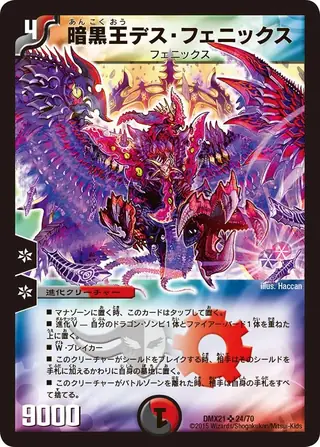 4
あんこくおう
暗黒王デス・フェニックス
フェニックス
illus. Haccan
進化クリーチャー
■ マナゾーンに置く時、このカードはタップして置く。
■ 進化V－自分のドラゴン・ゾンビ1体とファイアー・バード1体を重ねた上に置く。
■ W・ブレイカー
■ このクリーチャーがシールドをブレイクする時、相手はそのシールドを自身の手札に加えるかわりに墓地に置く。
■ このクリーチャーがバトルゾーンを離れた時、相手は自身の手札をすべて捨てる。
9000
DMX21 24/70
©2015 Wizards/Shogakukan/Mitsui-Kids